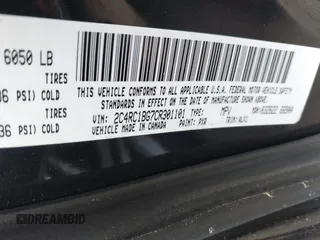 6050 LB
TIRES
36 PSI) COLD
TIRES
36 PSI) COLD
THIS VEHICLE CONFORMS TO ALL APPLICABLE U.S.A. FEDERAL MOTOR VEHICLE SAFETY
STANDARDS IN EFFECT ON THE DATE OF MANUFACTURE SHOWN ABOVE.
VIN: 2C4RC1BG7CR301101 TYPE: MPV
MADE IN CANADA PAINT: PXR TRIM:
DREAMBID